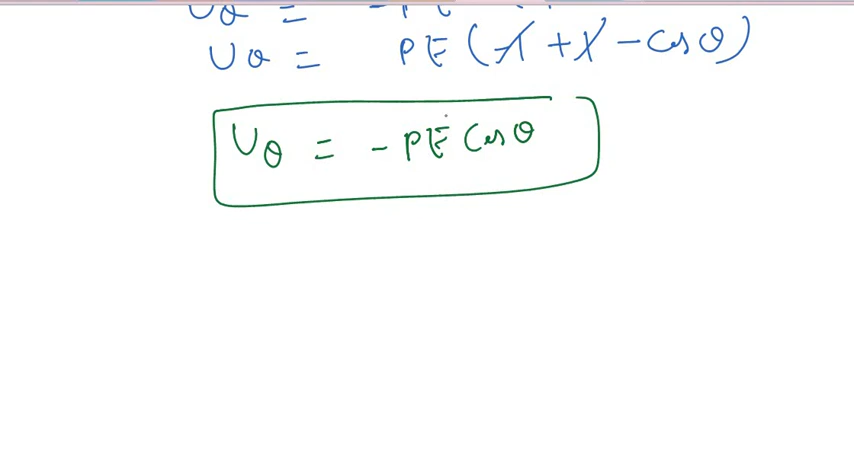 Uθ = PE(1 + 1 - Cosθ)
Uθ = - PE Cosθ